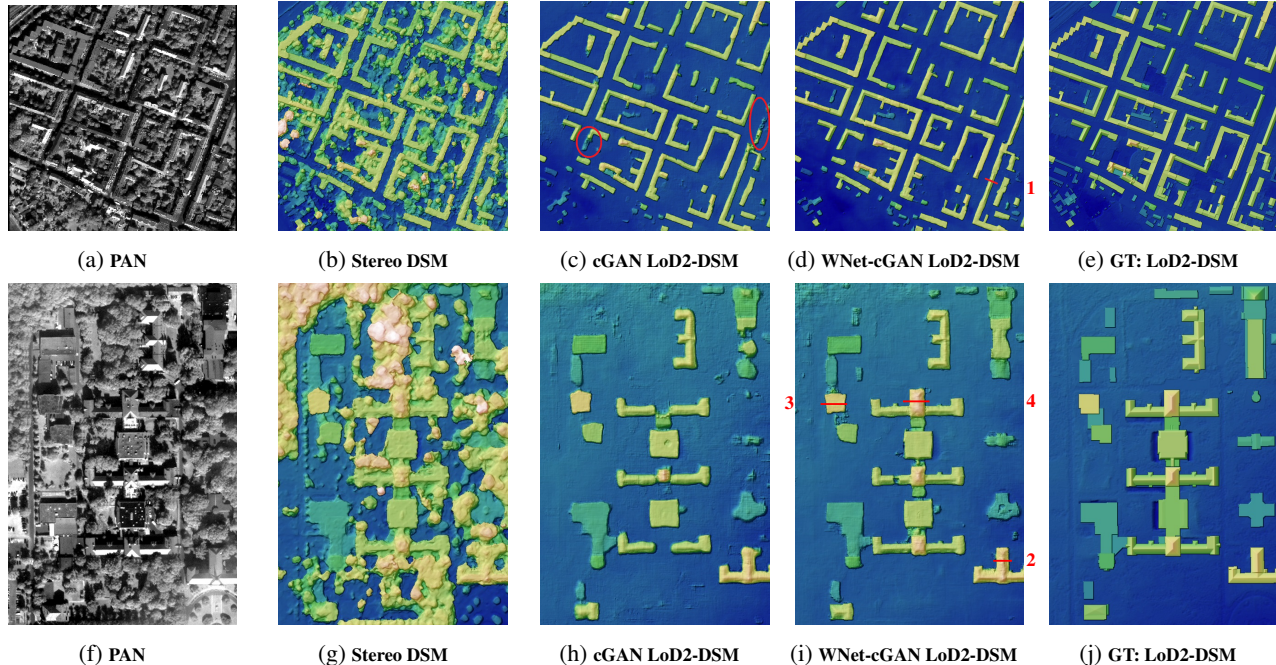 1
(a) PAN
(b) Stereo DSM
(c) cGAN LoD2-DSM
(d) WNet-cGAN LoD2-DSM
(e) GT: LoD2-DSM
3
4
2
(f) PAN
(g) Stereo DSM
(h) cGAN LoD2-DSM
(i) WNet-cGAN LoD2-DSM
(j) GT: LoD2-DSM